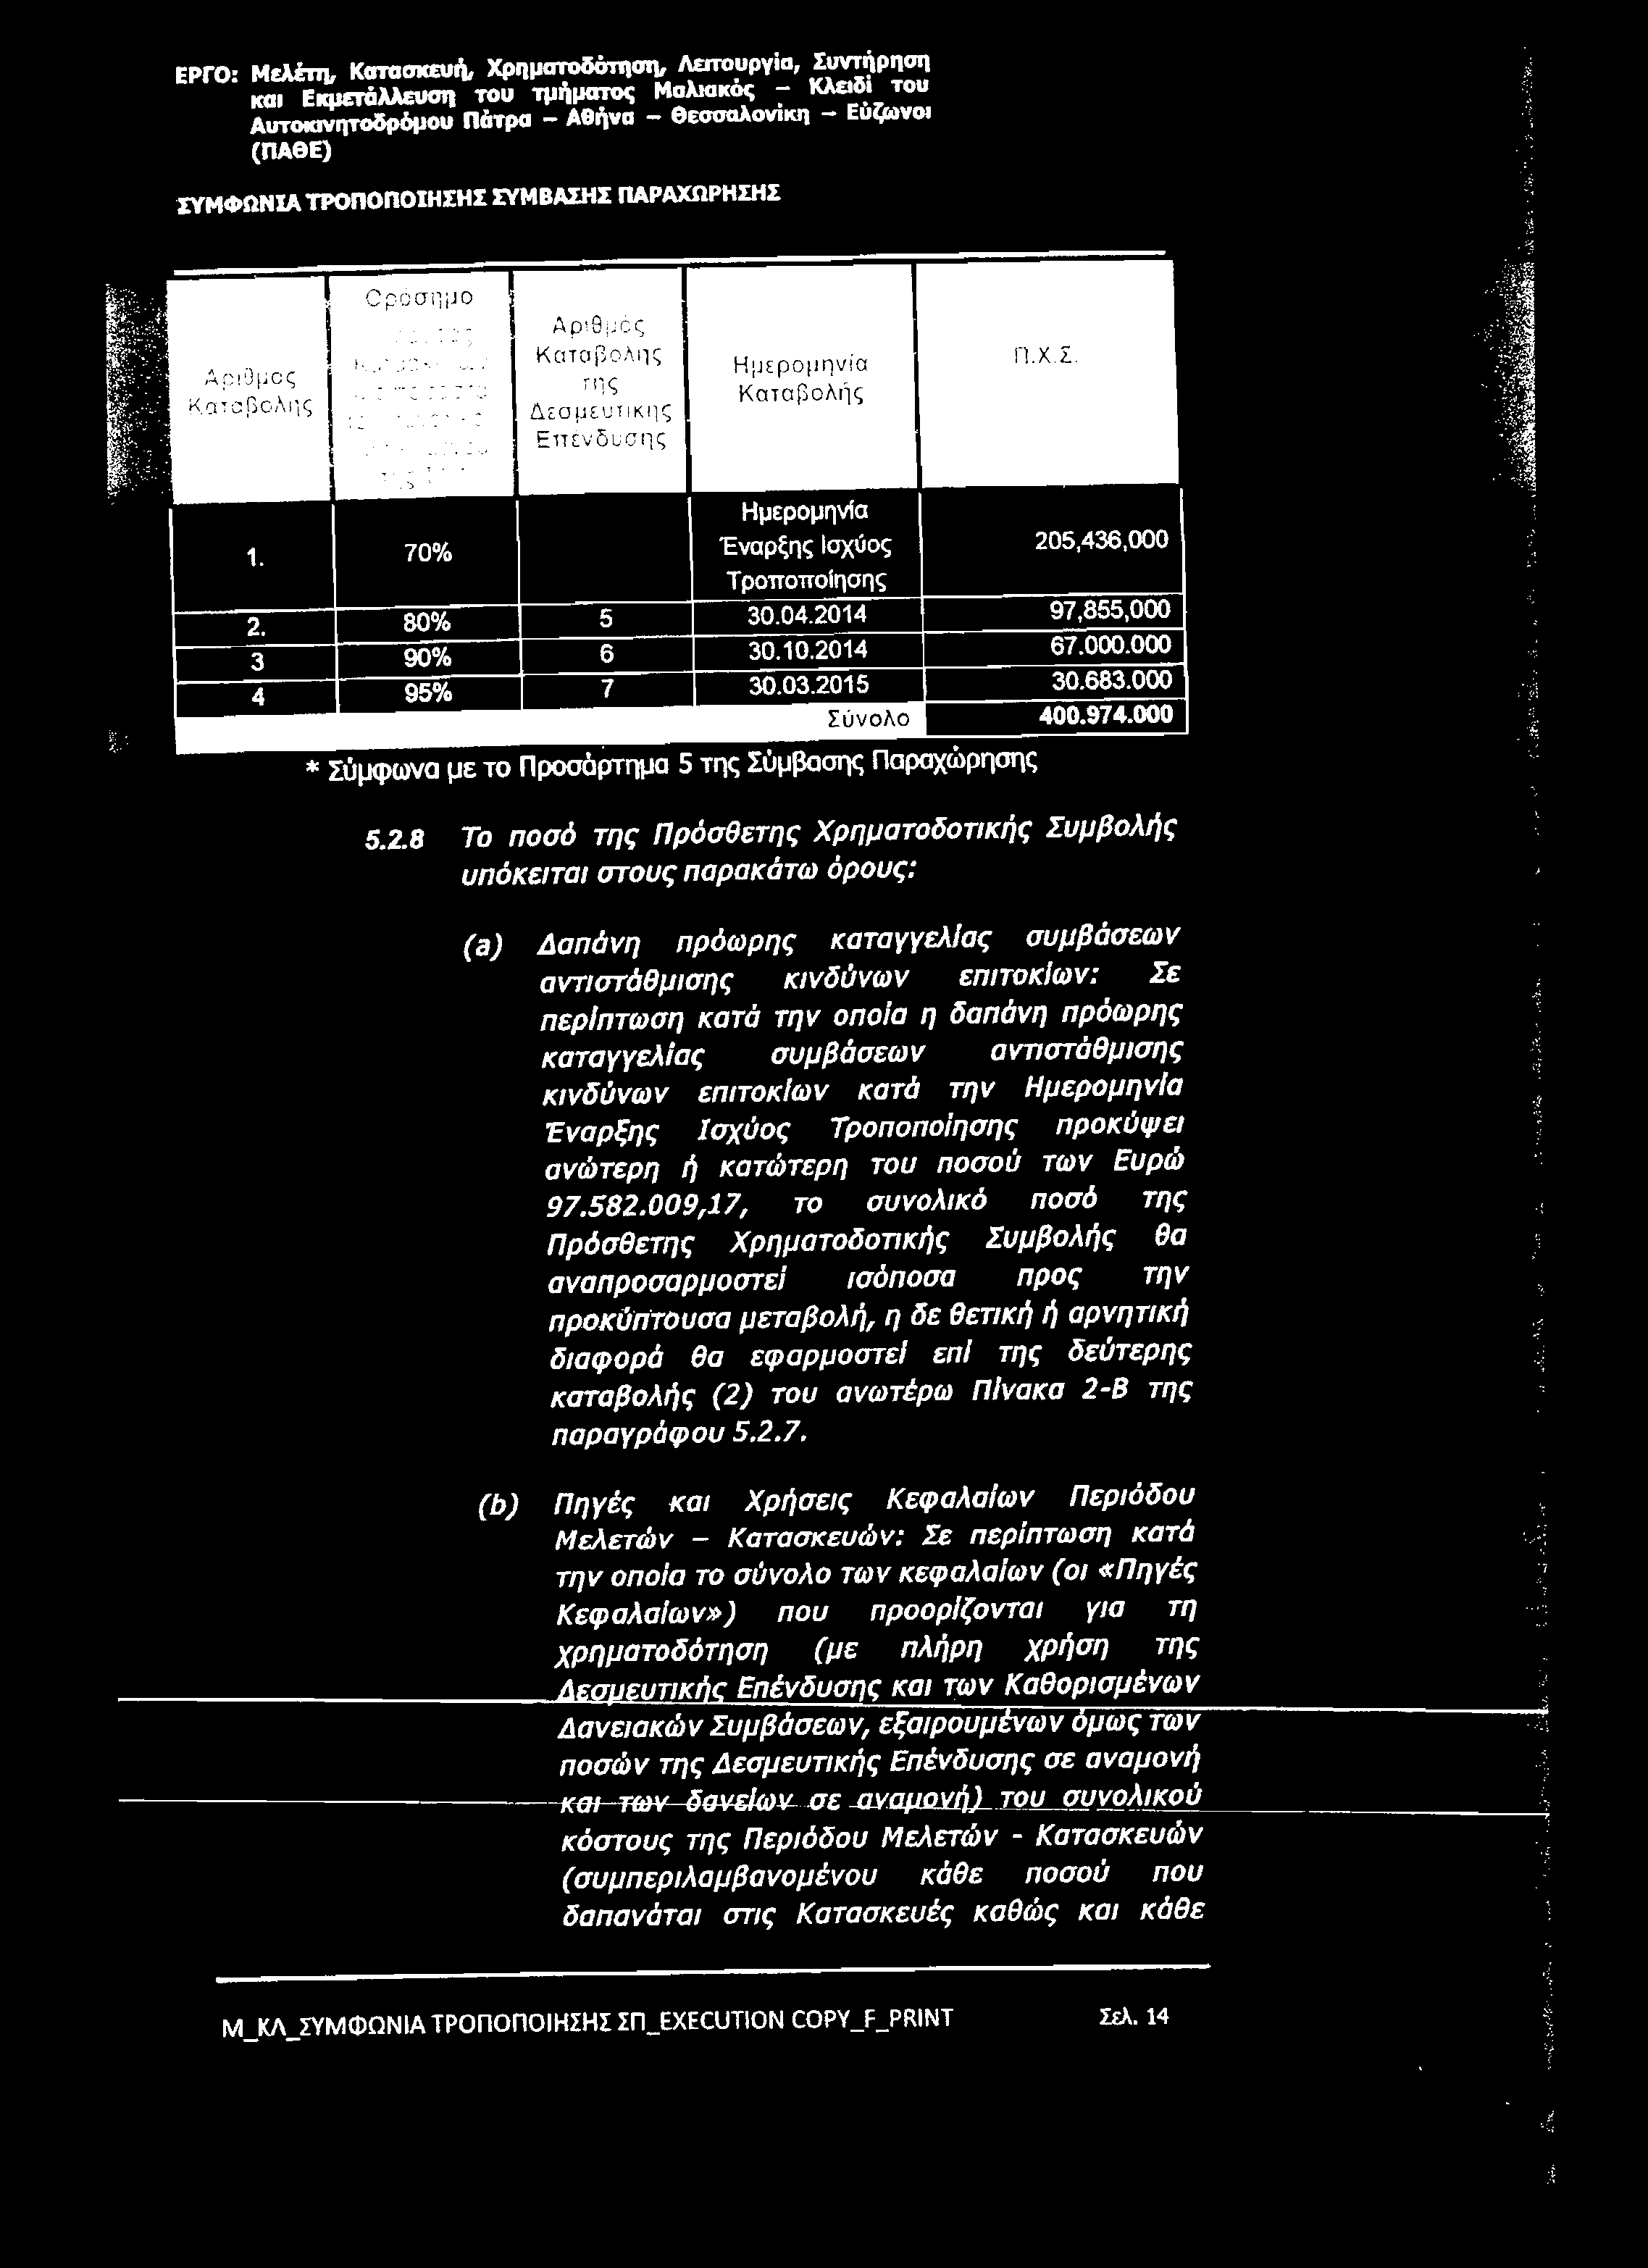 ΕΡΓΟ: Μελέτη, Κατασκευή, Χρηματοδότηση, Λειτουργία, Συντήρηση
και Εκμετάλλευση του τμήματος Μαλιακός – Κλειδί του
Αυτοκινητοδρόμου Πάτρα – Αθήνα – Θεσσαλονίκη – Εύζωνοι
(ΠΑΘΕ)
ΣΥΜΦΩΝΙΑ ΤΡΟΠΟΠΟΙΗΣΗΣ ΣΥΜΒΑΣΗΣ ΠΑΡΑΧΩΡΗΣΗΣ
Αριθμός
Καταβολής
Ορόσημο
Αριθμός
Καταβολής
της
Δεσμευτικής
Επένδυσης
Ημερομηνία
Καταβολής
Π.Χ.Σ.
1. 70% Ημερομηνία
Έναρξης Ισχύος
Τροποποίησης 205,436,000
2. 80% 5 30.04.2014 97,855,000
3 90% 6 30.10.2014 67.000.000
4 95% 7 30.03.2015 30.683.000
Σύνολο 400.974.000
* Σύμφωνα με το Προσάρτημα 5 της Σύμβασης Παραχώρησης
5.2.8 Το ποσό της Πρόσθετης Χρηματοδοτικής Συμβολής
υπόκειται στους παρακάτω όρους:
(a) Δαπάνη πρόωρης καταγγελίας συμβάσεων
αντιστάθμισης κινδύνων επιτοκίων: Σε
περίπτωση κατά την οποία η δαπάνη πρόωρης
καταγγελίας συμβάσεων αντιστάθμισης
κινδύνων επιτοκίων κατά την Ημερομηνία
Έναρξης Ισχύος Τροποποίησης προκύψει
ανώτερη ή κατώτερη του ποσού των Ευρώ
97.582.009,17, το συνολικό ποσό της
Πρόσθετης Χρηματοδοτικής Συμβολής θα
αναπροσαρμοστεί ισόποσα προς την
προκύπτουσα μεταβολή, η δε θετική ή αρνητική
διαφορά θα εφαρμοστεί επί της δεύτερης
καταβολής (2) του ανωτέρω Πίνακα 2-Β της
παραγράφου 5.2.7.
(b) Πηγές και Χρήσεις Κεφαλαίων Περιόδου
Μελετών – Κατασκευών: Σε περίπτωση κατά
την οποία το σύνολο των κεφαλαίων (οι «Πηγές
Κεφαλαίων») που προορίζονται για τη
χρηματοδότηση (με πλήρη χρήση της
Δεσμευτικής Επένδυσης και των Καθορισμένων
Δανειακών Συμβάσεων, εξαιρουμένων όμως των
ποσών της Δεσμευτικής Επένδυσης σε αναμονή
και των δανείων σε αναμονή) του συνολικού
κόστους της Περιόδου Μελετών - Κατασκευών
(συμπεριλαμβανομένου κάθε ποσού που
δαπανάται στις Κατασκευές καθώς και κάθε
Μ_ΚΛ_ΣΥΜΦΩΝΙΑ ΤΡΟΠΟΠΟΙΗΣΗΣ ΣΠ_EXECUTION COPY_F_PRINT Σελ. 14